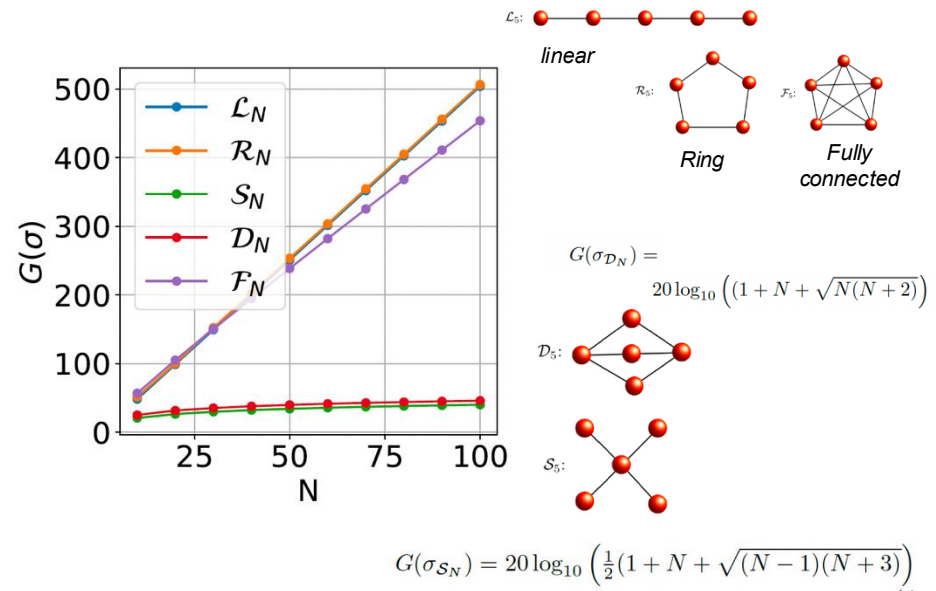 500
400
300
200
100
0
25
50
75
100
N
G(σ)
𝓛_N
𝓡_N
𝓢_N
𝓓_N
𝓕_N
𝓛₅:
linear
𝓡₅:
Ring
𝓕₅:
Fully
connected
G(σ_{𝓓_N}) =
20 log₁₀ ((1 + N + √(N(N + 2)))
𝓓₅:
𝓢₅:
G(σ_{𝓢_N}) = 20 log₁₀ (½(1 + N + √((N − 1)(N + 3)))